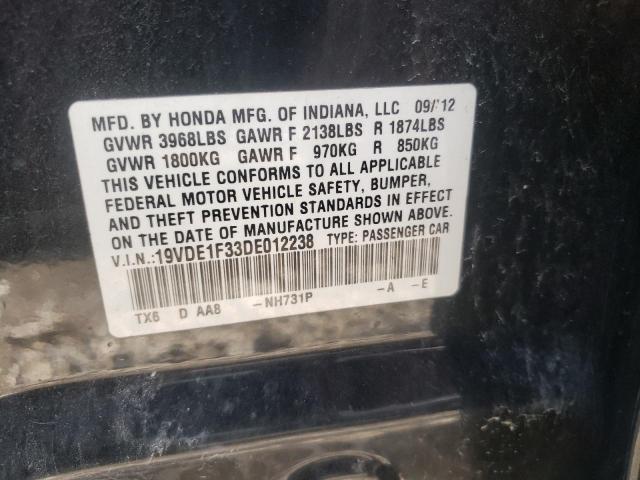 MFD. BY HONDA MFG. OF INDIANA, LLC 09/12
GVWR 3968LBS GAWR F 2138LBS R 1874LBS
GVWR 1800KG GAWR F 970KG R 850KG
THIS VEHICLE CONFORMS TO ALL APPLICABLE
FEDERAL MOTOR VEHICLE SAFETY, BUMPER,
AND THEFT PREVENTION STANDARDS IN EFFECT
ON THE DATE OF MANUFACTURE SHOWN ABOVE.
V.I.N.:19VDE1F33DE012238 TYPE: PASSENGER CAR
TX6 D AA8 -NH731P -A -E